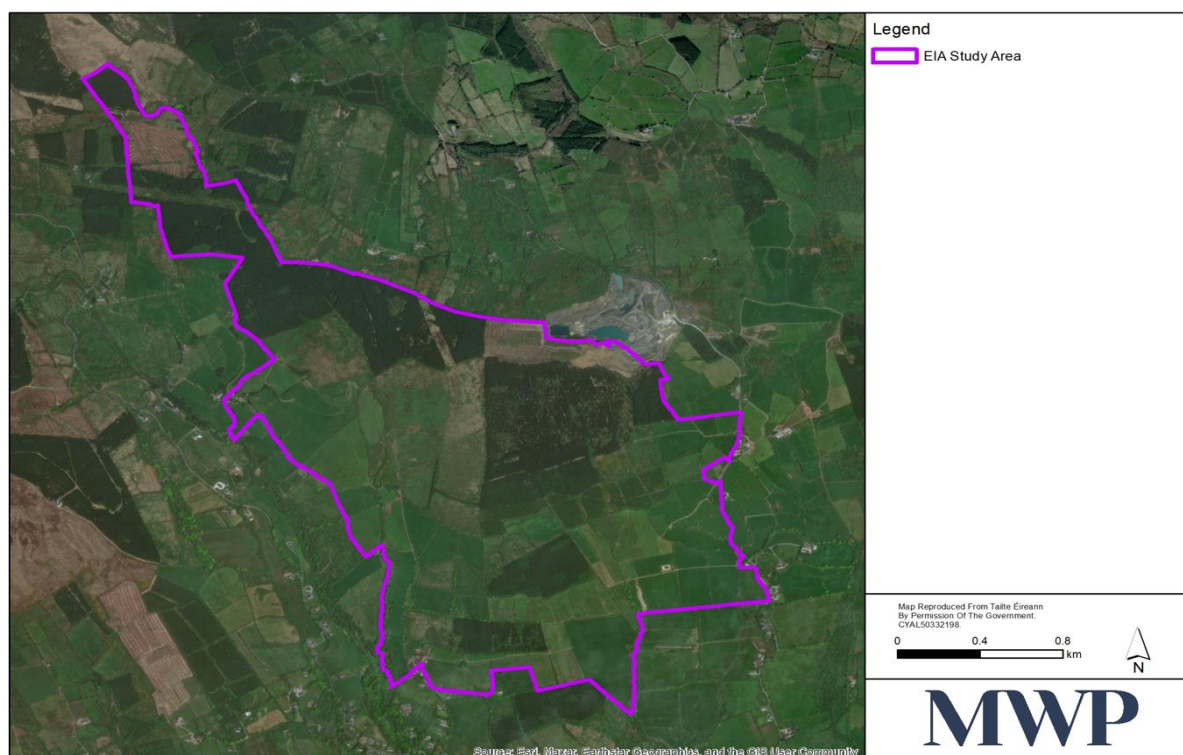 Legend
EIA Study Area
Map Reproduced From Tailte Éireann
By Permission Of The Government.
CYAL50332198.
0 0.4 0.8
km
N
MWP
Source: Esri, Maxar, Earthstar Geographics, and the GIS User Community